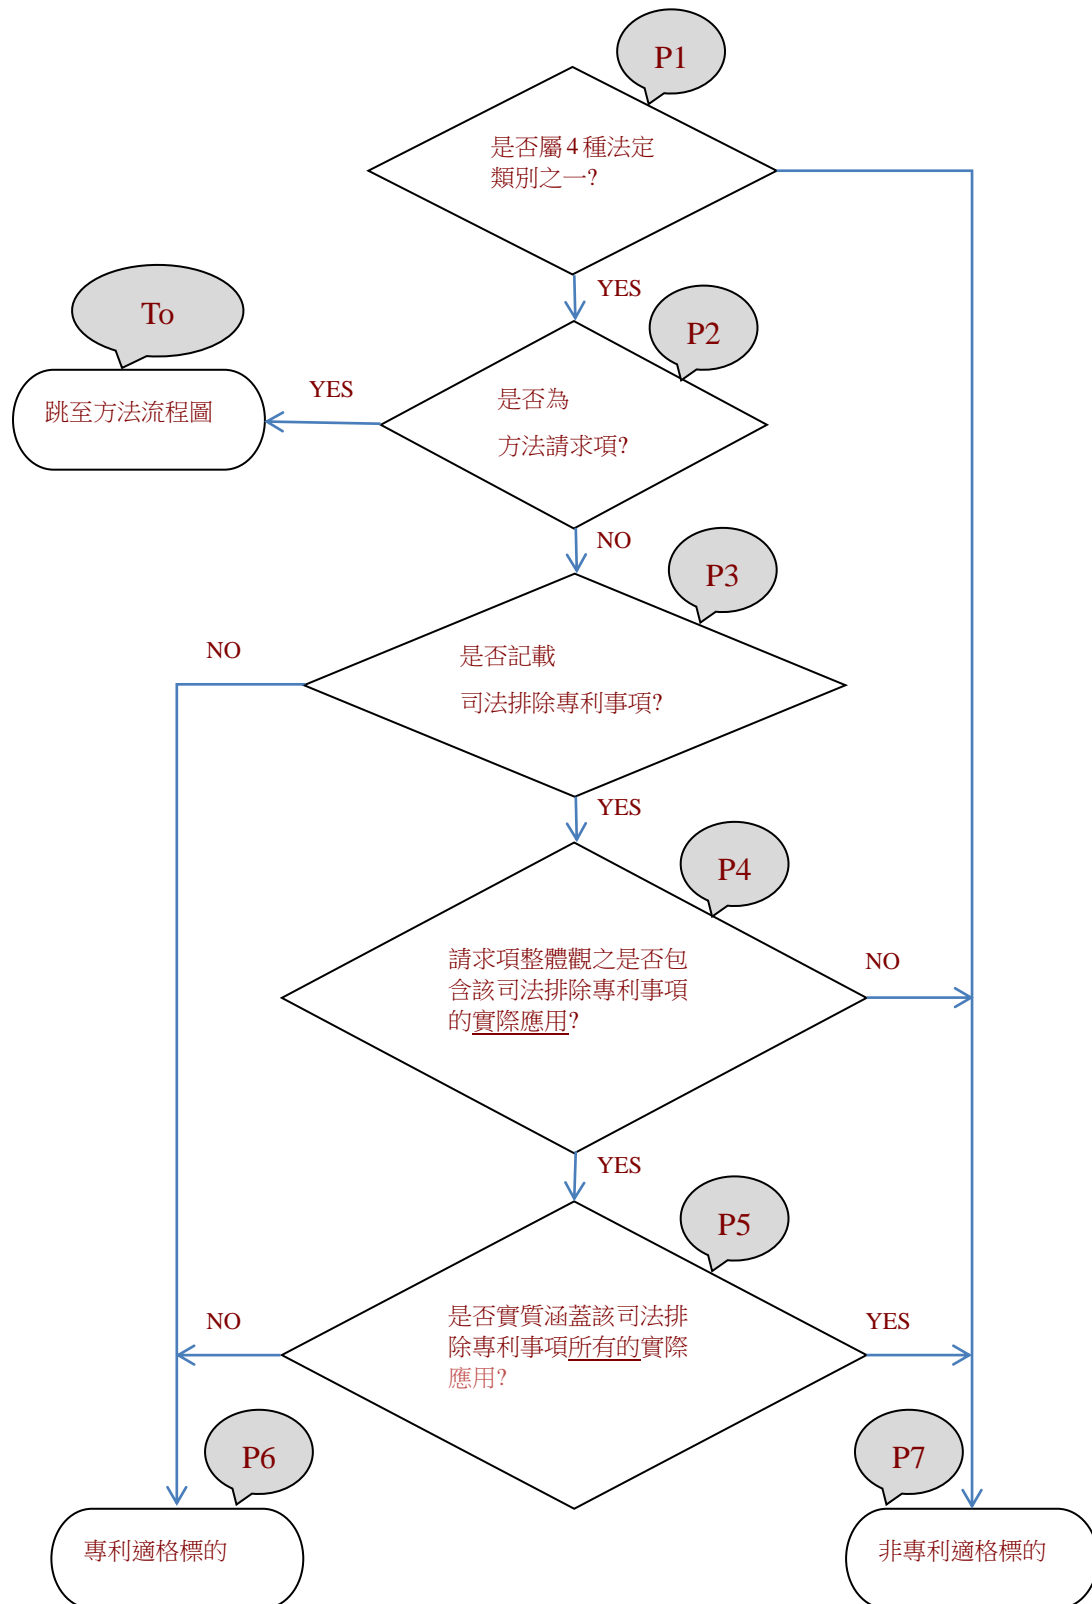 P1
是否屬 4 種法定
類別之一?
YES
To
P2
YES
跳至方法流程圖
是否為
方法請求項?
NO
P3
NO
是否記載
司法排除專利事項?
YES
P4
請求項整體觀之是否包
含該司法排除專利事項
的實際應用?
NO
YES
P5
NO
是否實質涵蓋該司法排
除專利事項所有的實際
應用?
YES
P6
P7
專利適格標的
非專利適格標的